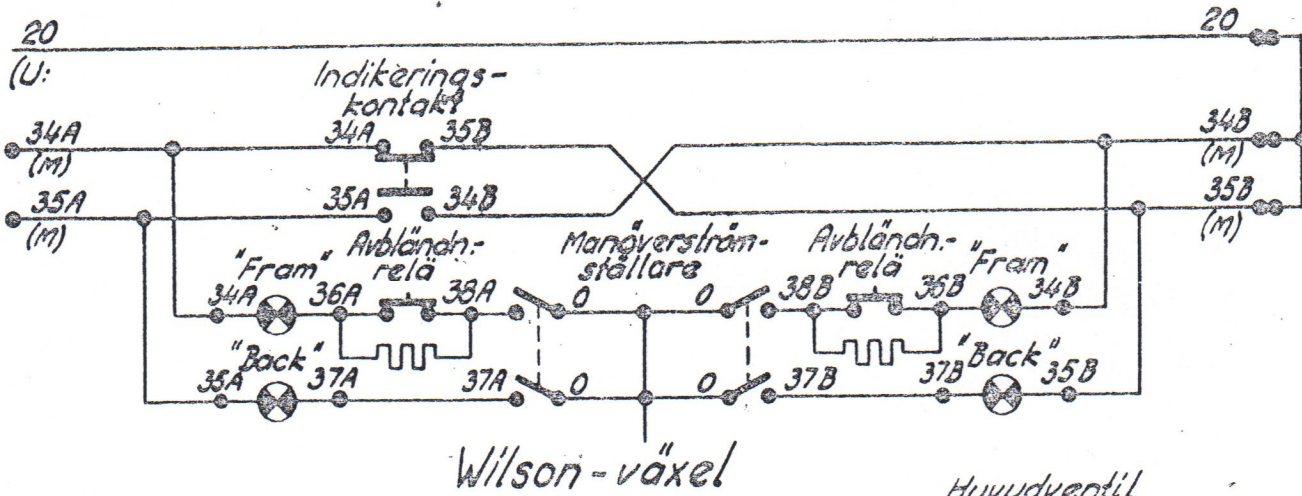 20 20
(U:
Indikerings-
kontakt
34A 34A 35B 34B
(M) (M)
35A 35A 34B 35B
(M) (M)
"Fram" Avbländn.- Manöverström- Avbländn.- "Fram"
relä ställare relä
34A 36A 38A 0 0 38B 36B 34B
"Back" "Back"
35A 37A 37A 0 0 37B 37B 35B
Wilson-växel
Huvudventil